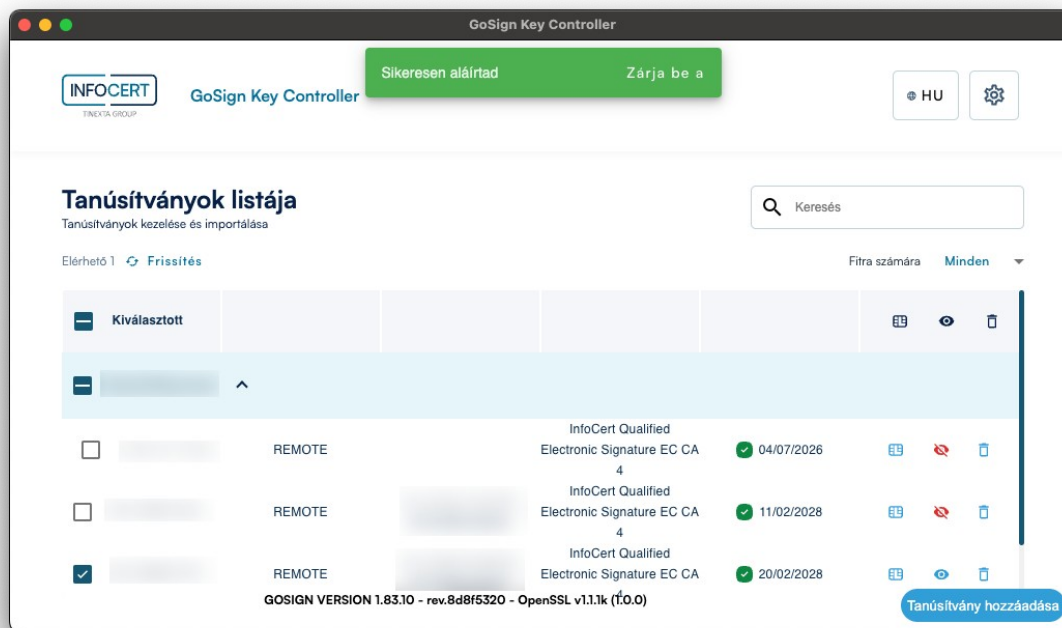 GoSign Key Controller
Sikeresen aláírtad Zárja be a
INFOCERT
TINEXTA GROUP
GoSign Key Controller
HU
Tanúsítványok listája
Tanúsítványok kezelése és importálása
Keresés
Elérhető 1 Frissítés
Fitra számára Minden
Kiválasztott
REMOTE
InfoCert Qualified
Electronic Signature EC CA
4
04/07/2026
REMOTE
InfoCert Qualified
Electronic Signature EC CA
4
11/02/2028
REMOTE
InfoCert Qualified
Electronic Signature EC CA
4
20/02/2028
GOSIGN VERSION 1.83.10 - rev.8d8f5320 - OpenSSL v1.1.1k (1.0.0)
Tanúsítvány hozzáadása